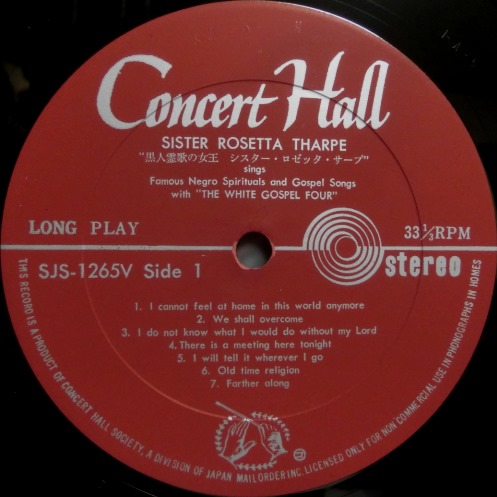 Concert Hall
SISTER ROSETTA THARPE
"黒人霊歌の女王 シスター・ロゼッタ・サープ"
sings
Famous Negro Spirituals and Gospel Songs
with "THE WHITE GOSPEL FOUR"
LONG PLAY
33 1/3 RPM
SJS-1265V Side 1
stereo
1. I cannot feel at home in this world anymore
2. We shall overcome
3. I do not know what I would do without my Lord
4. There is a meeting here tonight
5. I will tell it wherever I go
6. Old time religion
7. Farther along
THIS RECORD IS A PRODUCT OF CONCERT HALL SOCIETY, A DIVISION OF JAPAN MAILORDER INC. LICENSED ONLY FOR NON COMMERCIAL USE IN PHONOGRAPHS IN HOMES